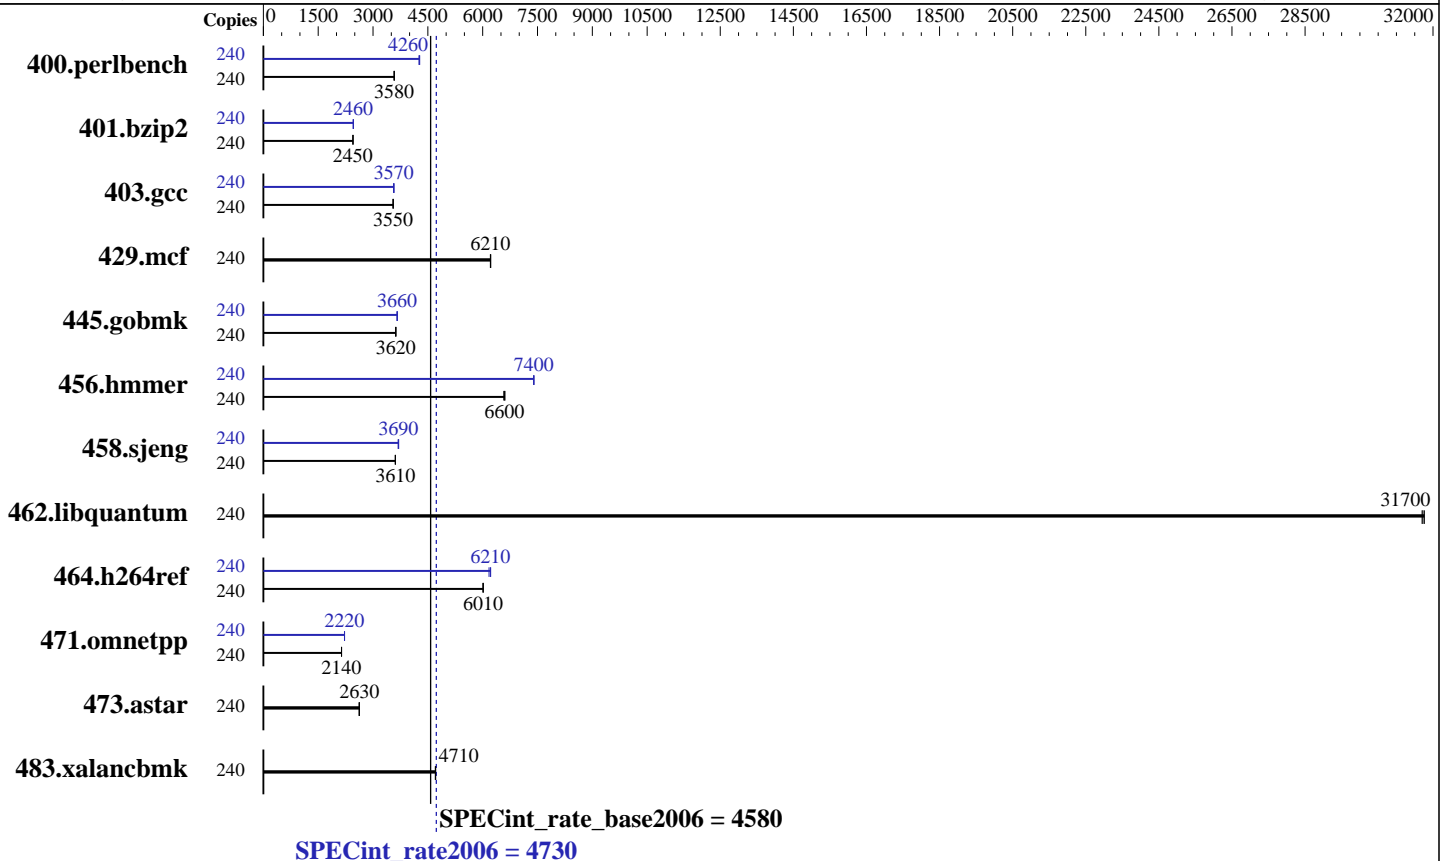 Copies 0 1500 3000 4500 6000 7500 9000 10500 12500 14500 16500 18500 20500 22500 24500 26500 28500 32000
400.perlbench 240 4260
240 3580
401.bzip2 240 2460
240 2450
403.gcc 240 3570
240 3550
429.mcf 240 6210
445.gobmk 240 3660
240 3620
456.hmmer 240 7400
240 6600
458.sjeng 240 3690
240 3610
462.libquantum 240 31700
464.h264ref 240 6210
240 6010
471.omnetpp 240 2220
240 2140
473.astar 240 2630
483.xalancbmk 240 4710
SPECint_rate_base2006 = 4580
SPECint_rate2006 = 4730